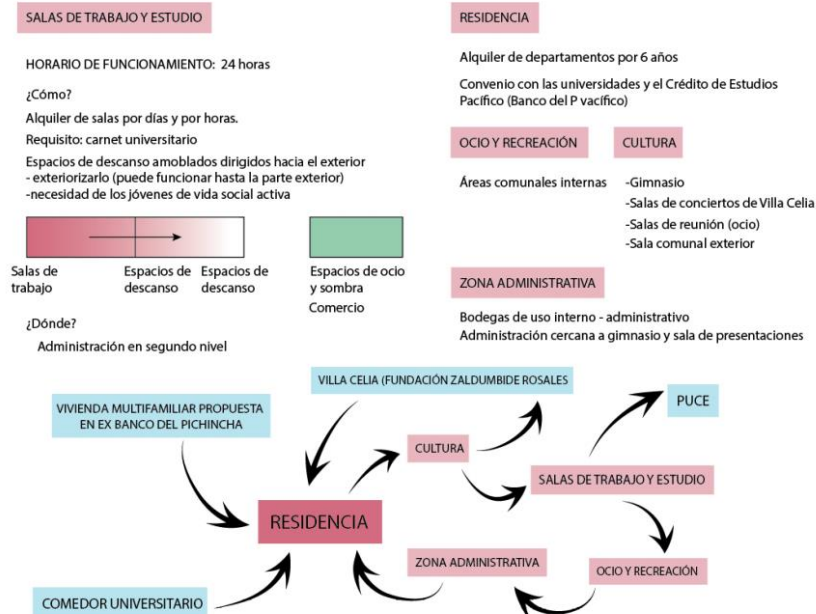 SALAS DE TRABAJO Y ESTUDIO
HORARIO DE FUNCIONAMIENTO: 24 horas
¿Cómo?
Alquiler de salas por días y por horas.
Requisito: carnet universitario
Espacios de descanso amoblados dirigidos hacia el exterior
- exteriorizarlo (puede funcionar hasta la parte exterior)
-necesidad de los jóvenes de vida social activa
Salas de
trabajo
Espacios de
descanso
Espacios de
descanso
Espacios de ocio
y sombra
Comercio
¿Dónde?
Administración en segundo nivel
RESIDENCIA
Alquiler de departamentos por 6 años
Convenio con las universidades y el Crédito de Estudios
Pacífico (Banco del P vacífico)
OCIO Y RECREACIÓN
Áreas comunales internas
CULTURA
-Gimnasio
-Salas de conciertos de Villa Celia
-Salas de reunión (ocio)
-Sala comunal exterior
ZONA ADMINISTRATIVA
Bodegas de uso interno - administrativo
Administración cercana a gimnasio y sala de presentaciones
VILLA CELIA (FUNDACIÓN ZALDUMBIDE ROSALES
VIVIENDA MULTIFAMILIAR PROPUESTA
EN EX BANCO DEL PICHINCHA
PUCE
CULTURA
SALAS DE TRABAJO Y ESTUDIO
RESIDENCIA
ZONA ADMINISTRATIVA
OCIO Y RECREACIÓN
COMEDOR UNIVERSITARIO